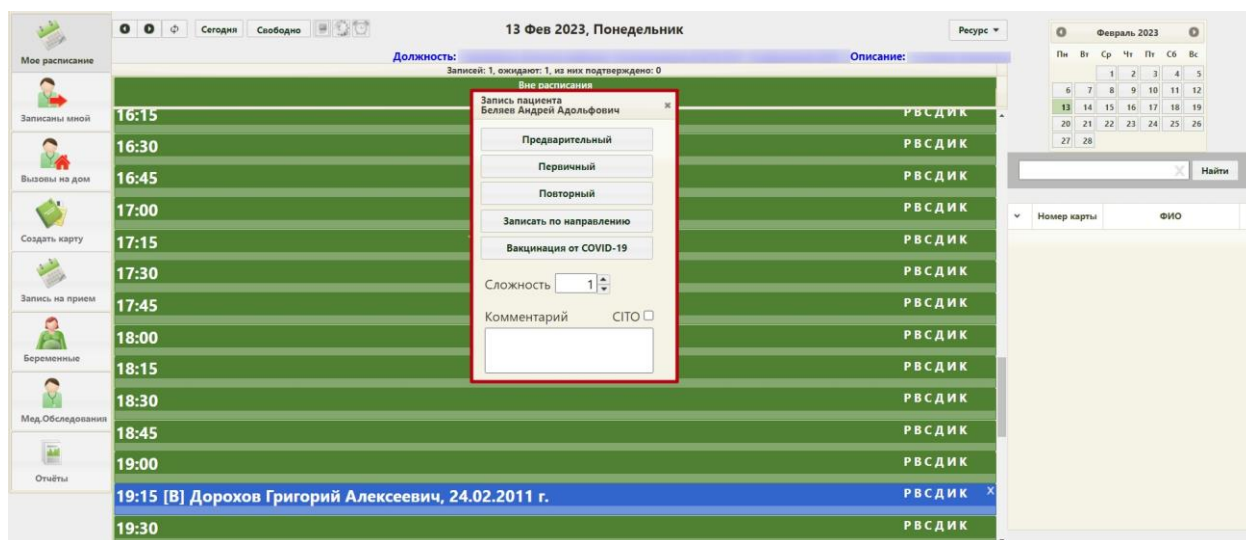 Мое расписание
Записаны мной
Вызовы на дом
Создать карту
Запись на прием
Беременные
Мед.Обследования
Отчёты
Сегодня Свободно 13 Фев 2023, Понедельник Ресурс
Должность: Описание:
Записей: 1, ожидают: 1, из них подтверждено: 0
Вне расписания
16:15 Р В С Д И К
16:30 Р В С Д И К
16:45 Р В С Д И К
17:00 Р В С Д И К
17:15 Р В С Д И К
17:30 Р В С Д И К
17:45 Р В С Д И К
18:00 Р В С Д И К
18:15 Р В С Д И К
18:30 Р В С Д И К
18:45 Р В С Д И К
19:00 Р В С Д И К
19:15 [В] Дорохов Григорий Алексеевич, 24.02.2011 г. Р В С Д И К X
19:30 Р В С Д И К
Запись пациента
Беляев Андрей Адольфович
Предварительный
Первичный
Повторный
Записать по направлению
Вакцинация от COVID-19
Сложность 1
Комментарий CITO
Февраль 2023
Пн Вт Ср Чт Пт Сб Вс
1 2 3 4 5
6 7 8 9 10 11 12
13 14 15 16 17 18 19
20 21 22 23 24 25 26
27 28
Найти
Номер карты ФИО